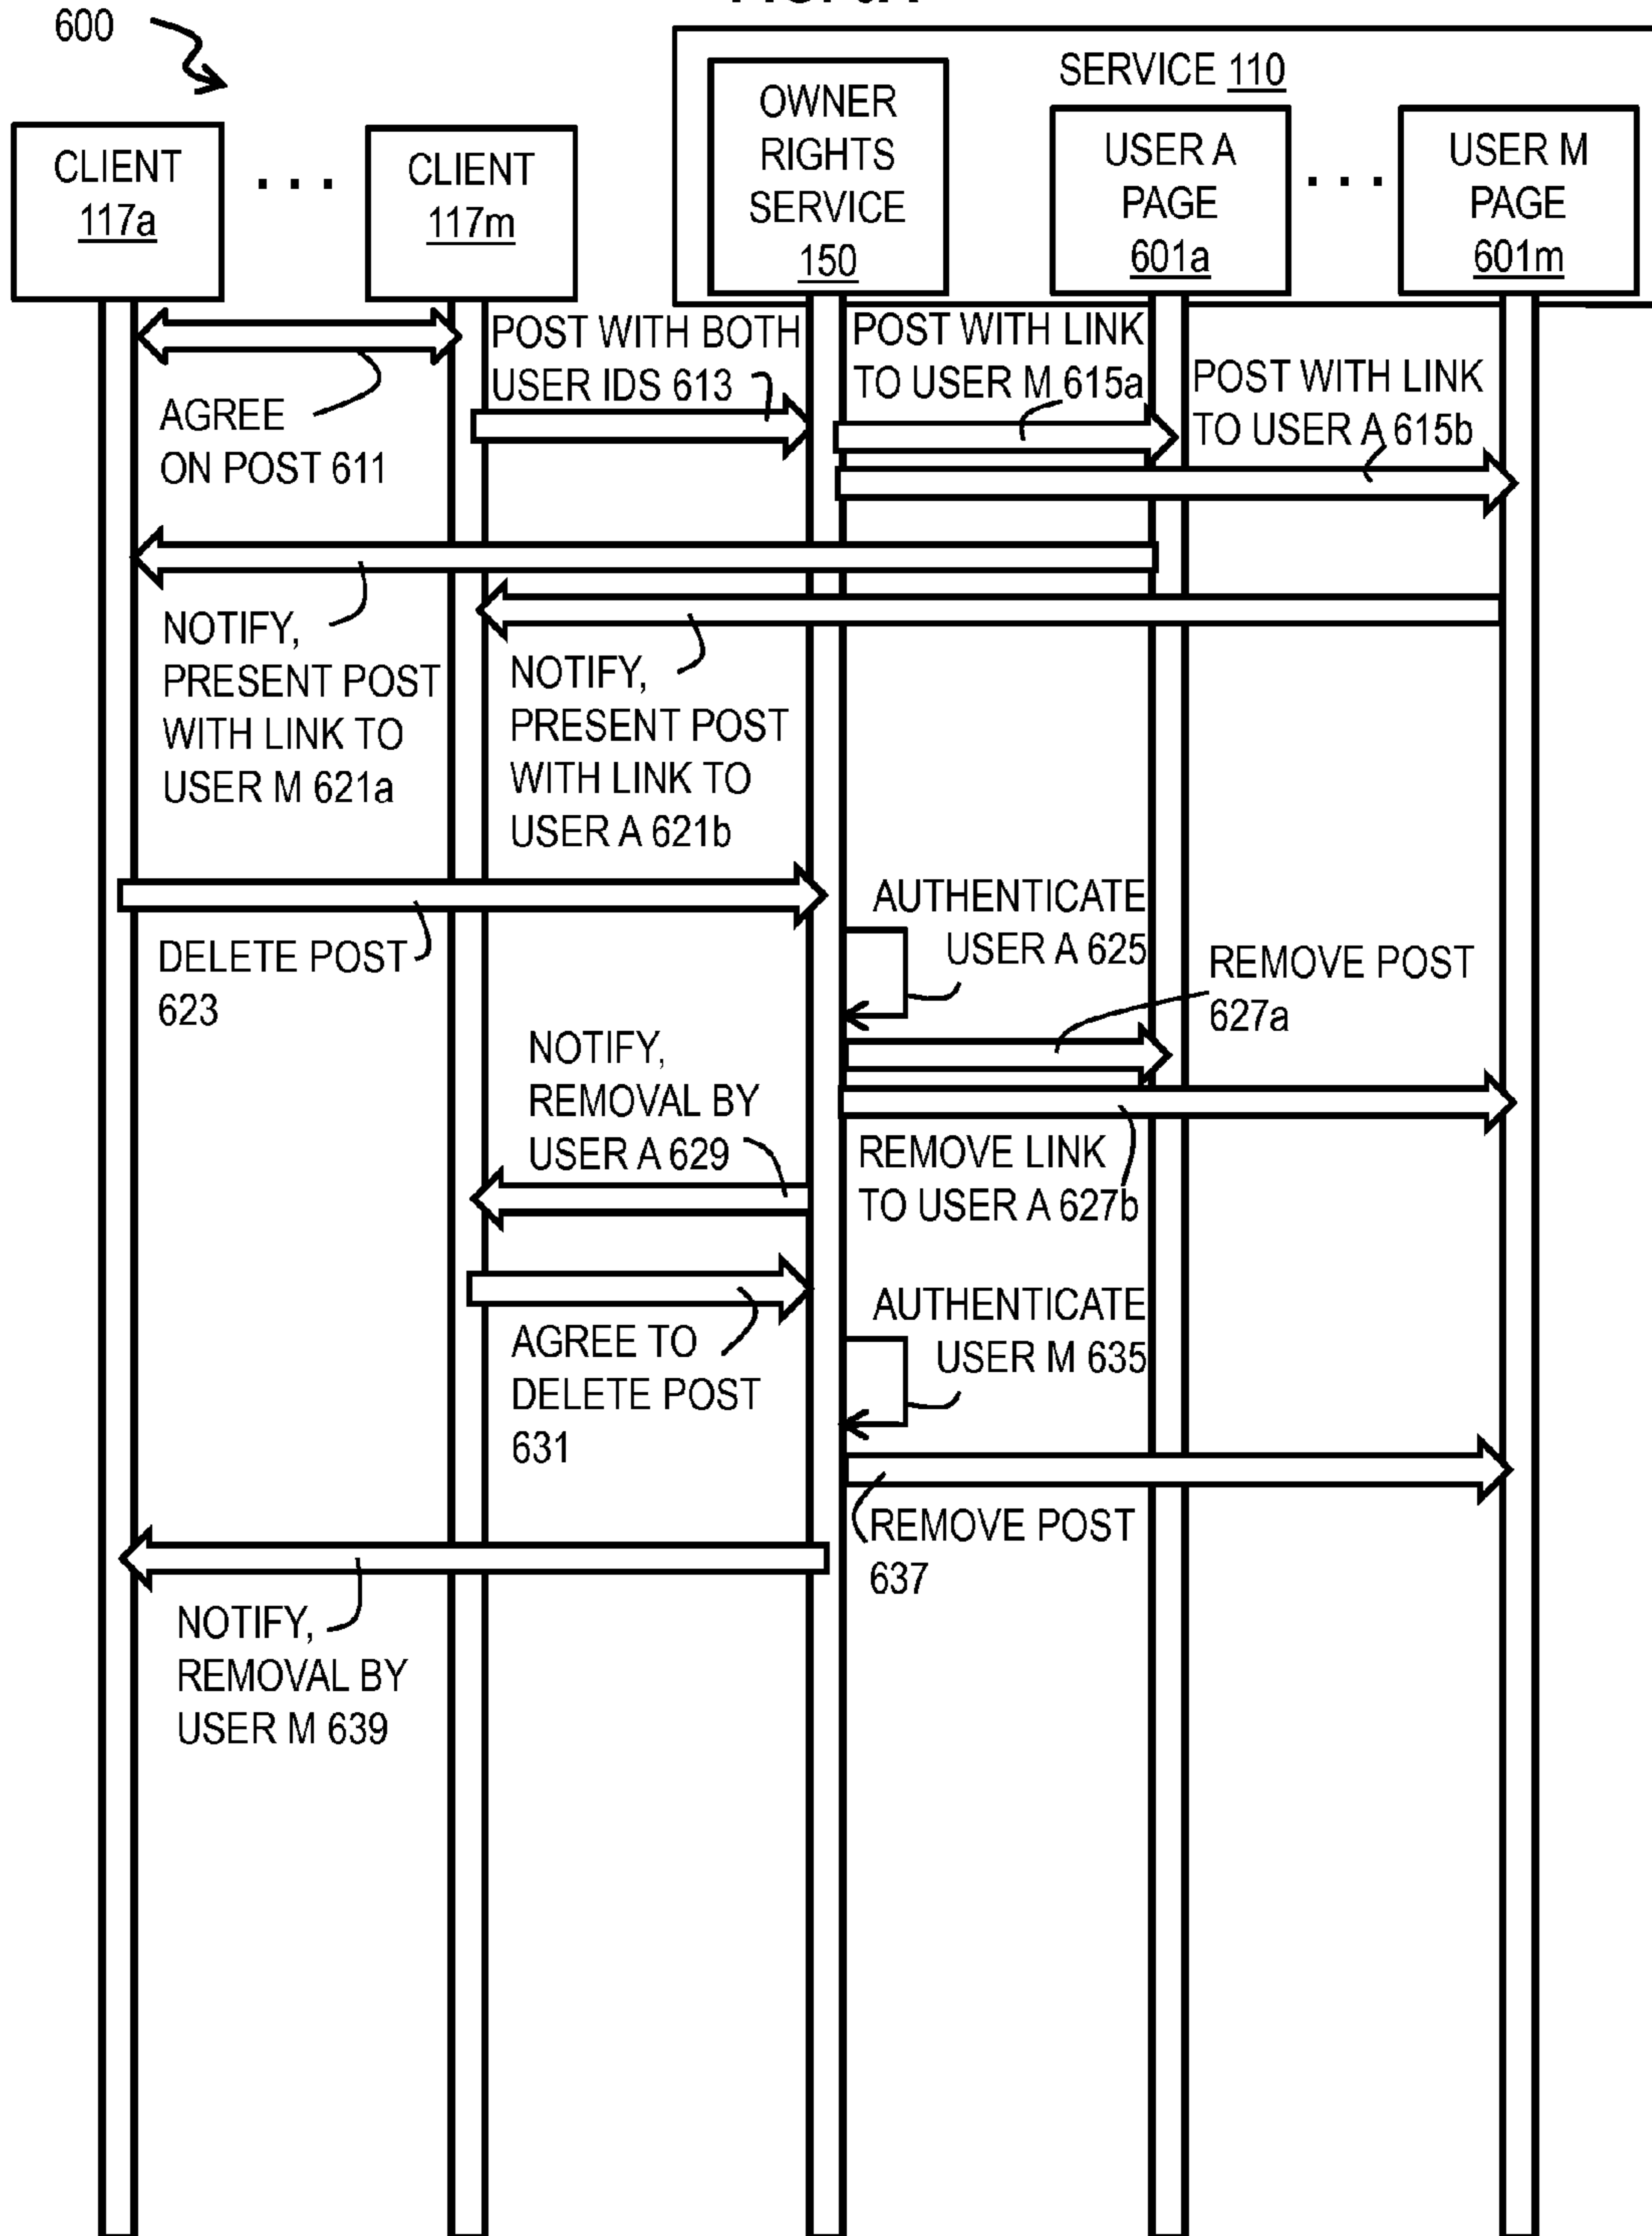 600
SERVICE 110
CLIENT
117a
. . .
CLIENT
117m
OWNER
RIGHTS
SERVICE
150
USER A
PAGE
601a
. . .
USER M
PAGE
601m
AGREE
ON POST 611
POST WITH BOTH
USER IDS 613
POST WITH LINK
TO USER M 615a
POST WITH LINK
TO USER A 615b
NOTIFY,
PRESENT POST
WITH LINK TO
USER M 621a
NOTIFY,
PRESENT POST
WITH LINK TO
USER A 621b
DELETE POST
623
AUTHENTICATE
USER A 625
REMOVE POST
627a
REMOVE LINK
TO USER A 627b
NOTIFY,
REMOVAL BY
USER A 629
AGREE TO
DELETE POST
631
AUTHENTICATE
USER M 635
REMOVE POST
637
NOTIFY,
REMOVAL BY
USER M 639